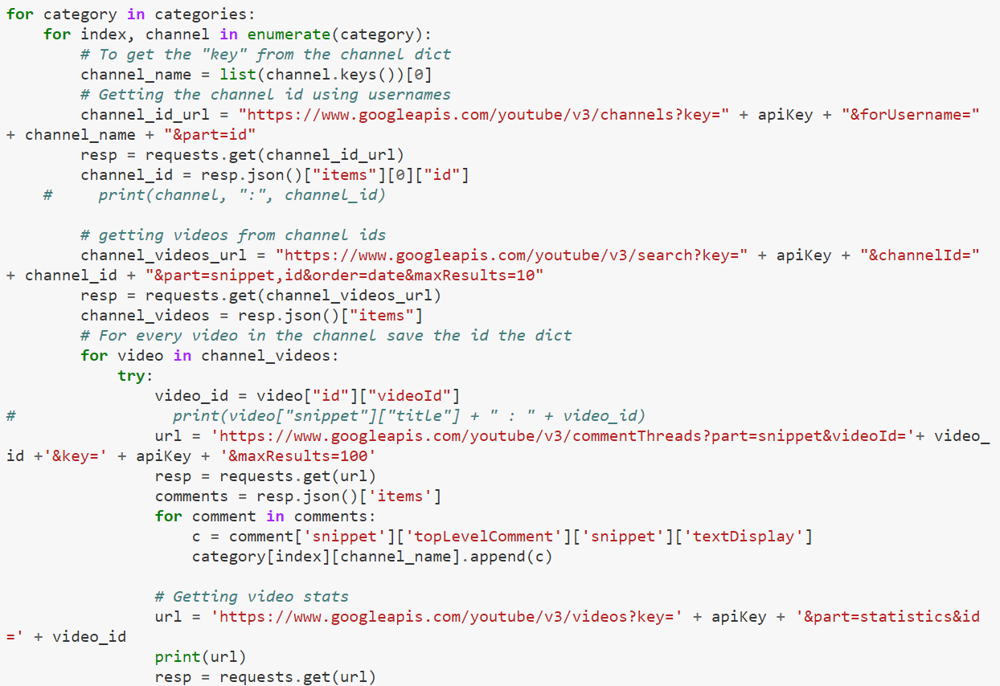 for category in categories:
    for index, channel in enumerate(category):
        # To get the "key" from the channel dict
        channel_name = list(channel.keys())[0]
        # Getting the channel id using usernames
        channel_id_url = "https://www.googleapis.com/youtube/v3/channels?key=" + apiKey + "&forUsername="
+ channel_name + "&part=id"
        resp = requests.get(channel_id_url)
        channel_id = resp.json()["items"][0]["id"]
    #     print(channel, ":", channel_id)

        # getting videos from channel ids
        channel_videos_url = "https://www.googleapis.com/youtube/v3/search?key=" + apiKey + "&channelId="
+ channel_id + "&part=snippet,id&order=date&maxResults=10"
        resp = requests.get(channel_videos_url)
        channel_videos = resp.json()["items"]
        # For every video in the channel save the id the dict
        for video in channel_videos:
            try:
                video_id = video["id"]["videoId"]
#                 print(video["snippet"]["title"] + " : " + video_id)
                url = 'https://www.googleapis.com/youtube/v3/commentThreads?part=snippet&videoId='+ video_
id +'&key=' + apiKey + '&maxResults=100'
                resp = requests.get(url)
                comments = resp.json()['items']
                for comment in comments:
                    c = comment['snippet']['topLevelComment']['snippet']['textDisplay']
                    category[index][channel_name].append(c)

                # Getting video stats
                url = 'https://www.googleapis.com/youtube/v3/videos?key=' + apiKey + '&part=statistics&id
=' + video_id
                print(url)
                resp = requests.get(url)